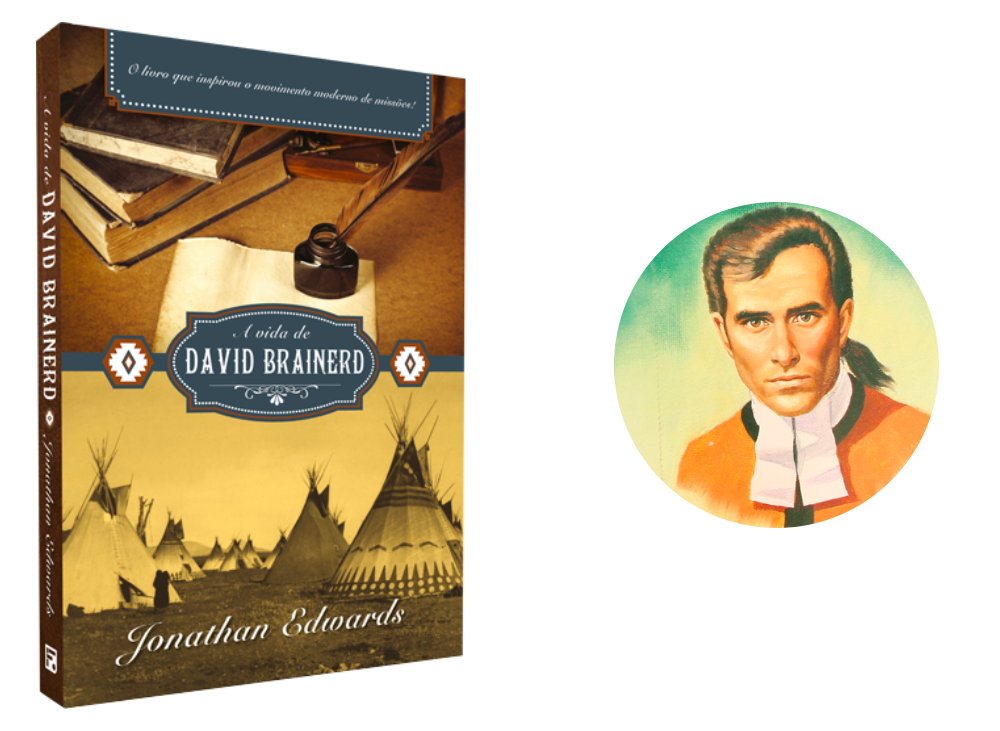 O livro que inspirou o movimento moderno de missões!
A vida de
DAVID BRAINERD
Jonathan Edwards
A vida de DAVID BRAINERD Jonathan Edwards